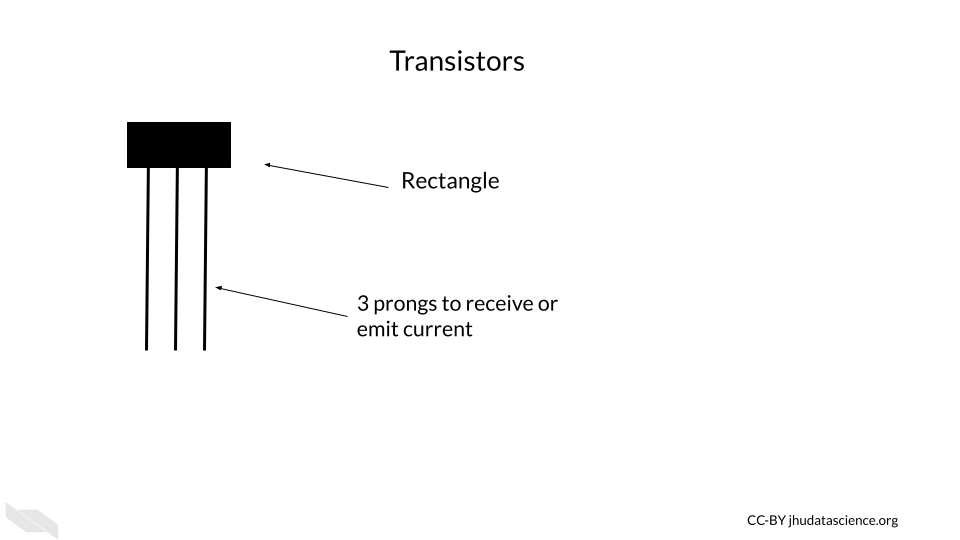 Transistors
Rectangle
3 prongs to receive or
emit current
CC-BY jhudatascience.org